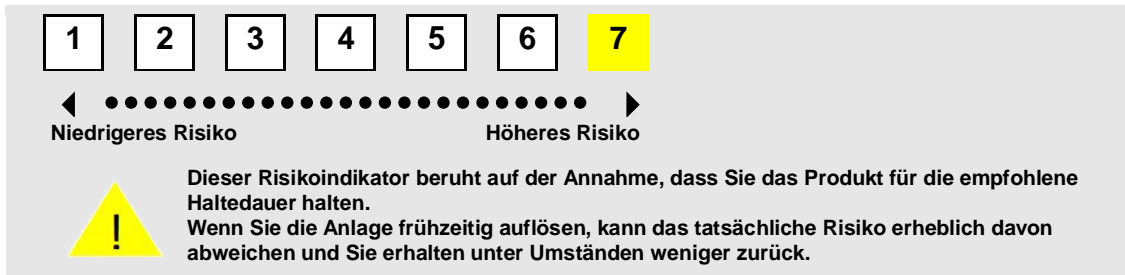 1 2 3 4 5 6 7
Niedrigeres Risiko Höheres Risiko
Dieser Risikoindikator beruht auf der Annahme, dass Sie das Produkt für die empfohlene
Haltedauer halten.
Wenn Sie die Anlage frühzeitig auflösen, kann das tatsächliche Risiko erheblich davon
abweichen und Sie erhalten unter Umständen weniger zurück.
!